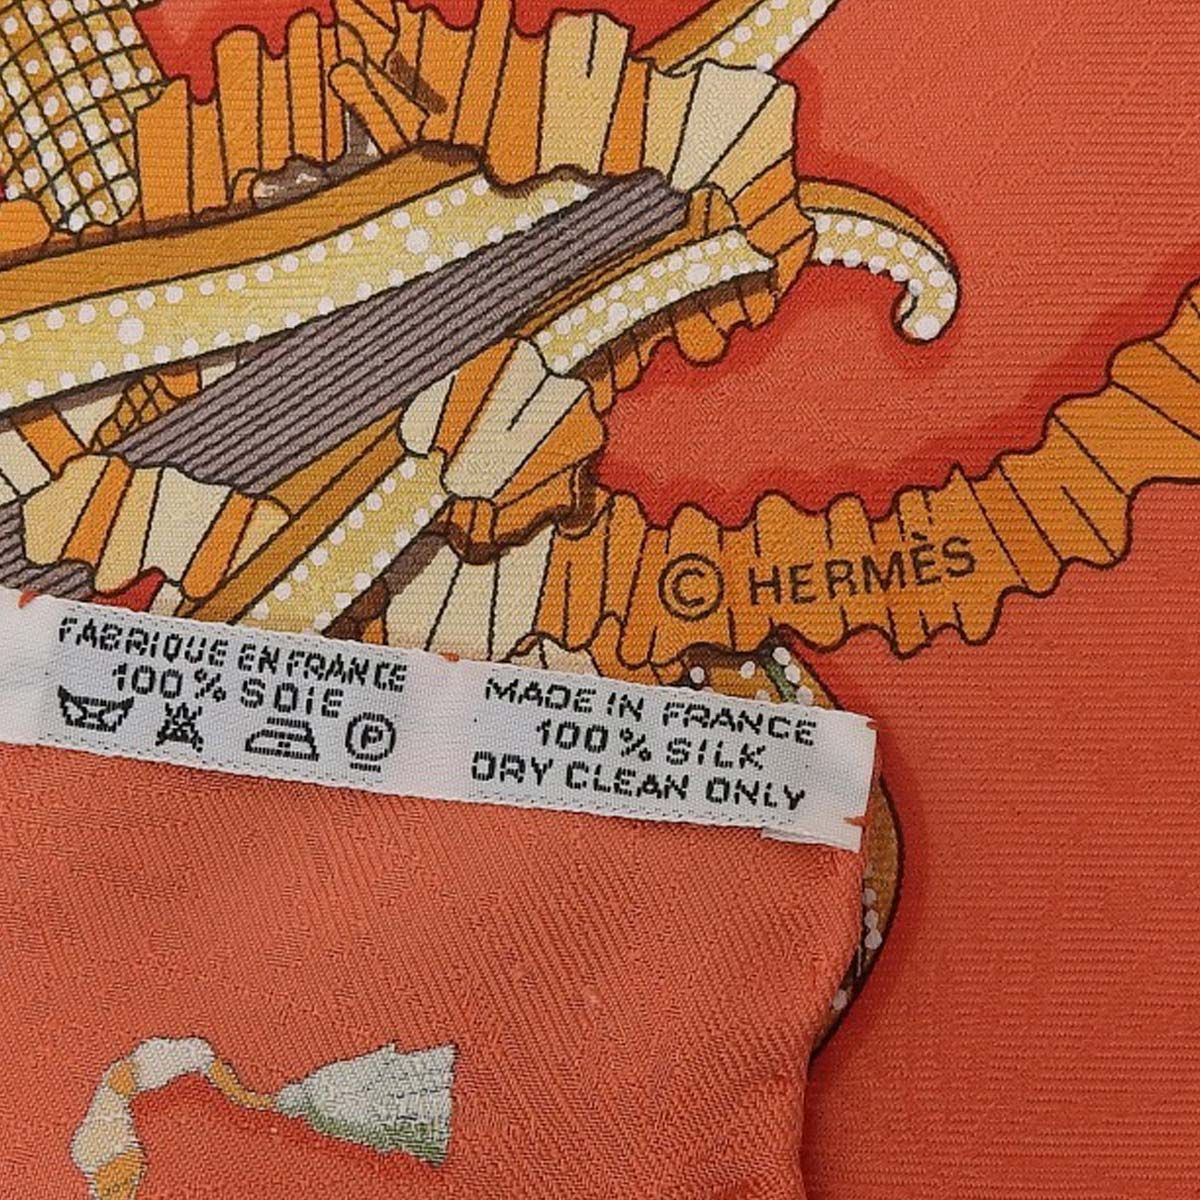 © HERMÈS
FABRIQUE EN FRANCE
100% SOIE
P
MADE IN FRANCE
100% SILK
DRY CLEAN ONLY